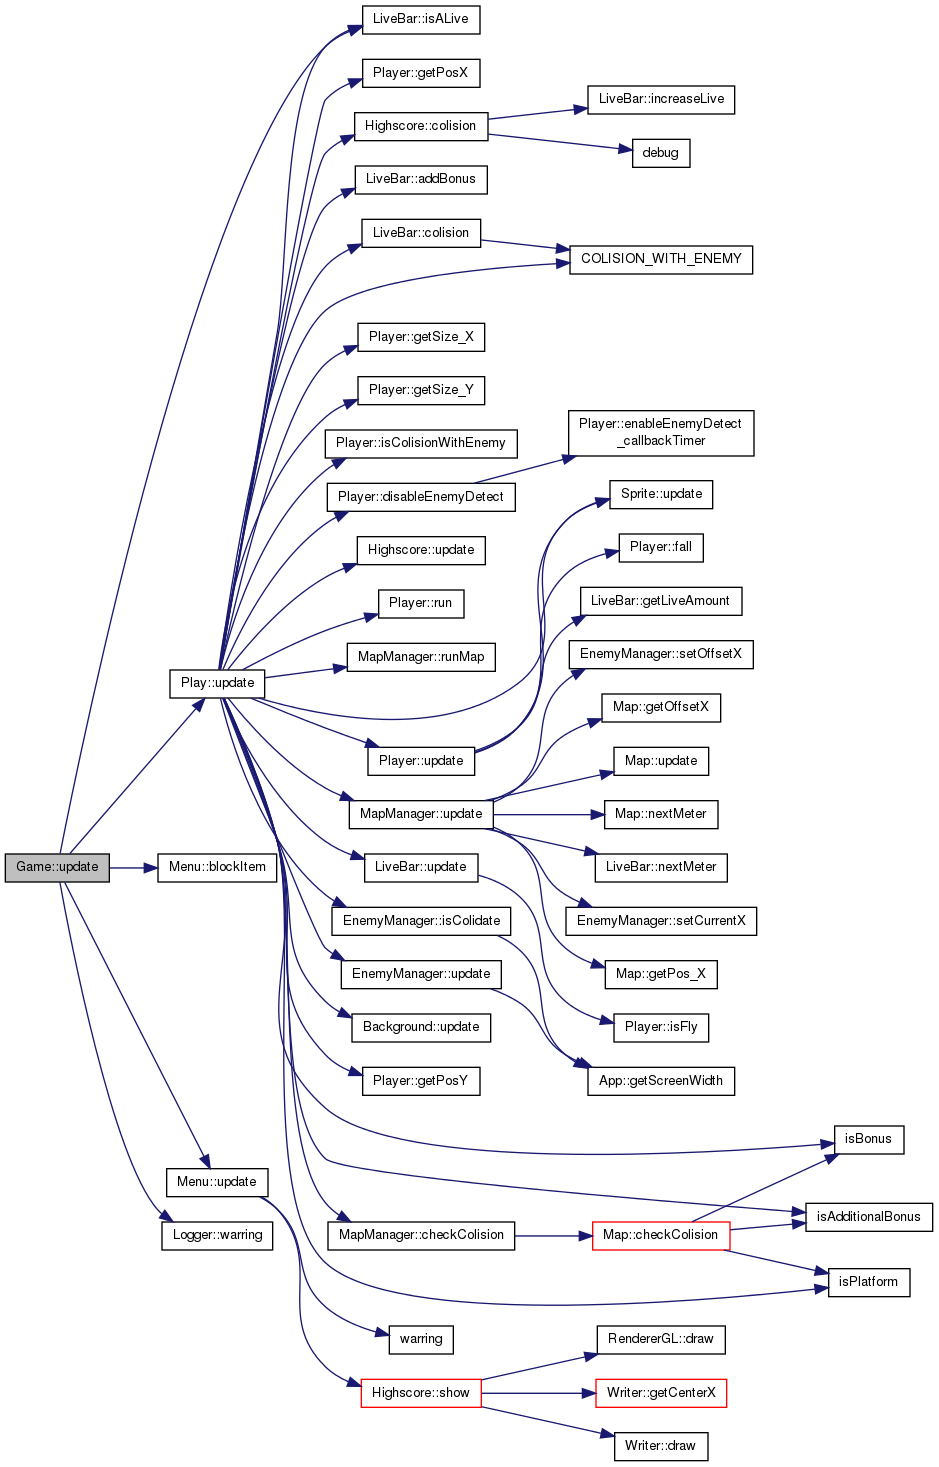 LiveBar::isALive
Player::getPosX
LiveBar::increaseLive
Highscore::colision
debug
LiveBar::addBonus
LiveBar::colision
COLISION_WITH_ENEMY
Player::getSize_X
Player::getSize_Y
Player::enableEnemyDetect
_callbackTimer
Player::isColisionWithEnemy
Player::disableEnemyDetect
Sprite::update
Highscore::update
Player::fall
Player::run
LiveBar::getLiveAmount
MapManager::runMap
EnemyManager::setOffsetX
Play::update
Map::getOffsetX
Player::update
Map::update
MapManager::update
Map::nextMeter
Game::update
Menu::blockItem
LiveBar::update
LiveBar::nextMeter
EnemyManager::isColidate
EnemyManager::setCurrentX
EnemyManager::update
Map::getPos_X
Background::update
Player::isFly
Player::getPosY
App::getScreenWidth
isBonus
Menu::update
isAdditionalBonus
Logger::warring
MapManager::checkColision
Map::checkColision
isPlatform
warring
RendererGL::draw
Highscore::show
Writer::getCenterX
Writer::draw